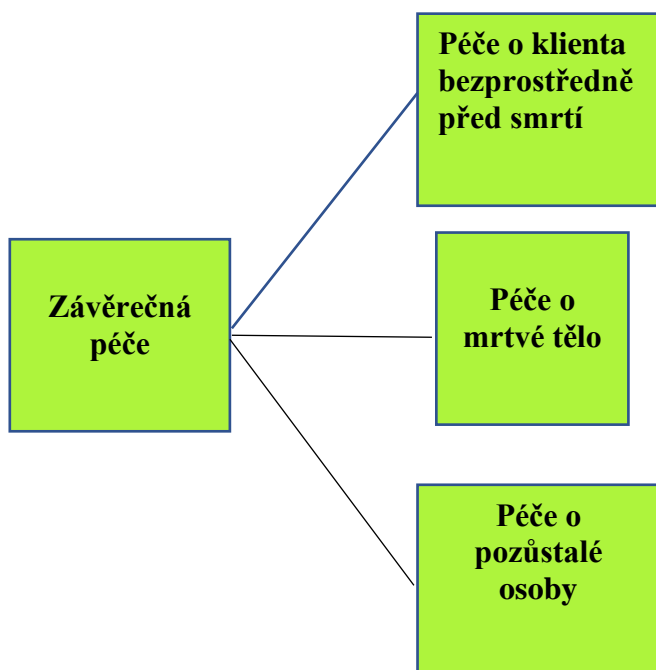 Péče o klienta
bezprostředně
před smrtí
Závěrečná
péče
Péče o
mrtvé tělo
Péče o
pozůstalé
osoby